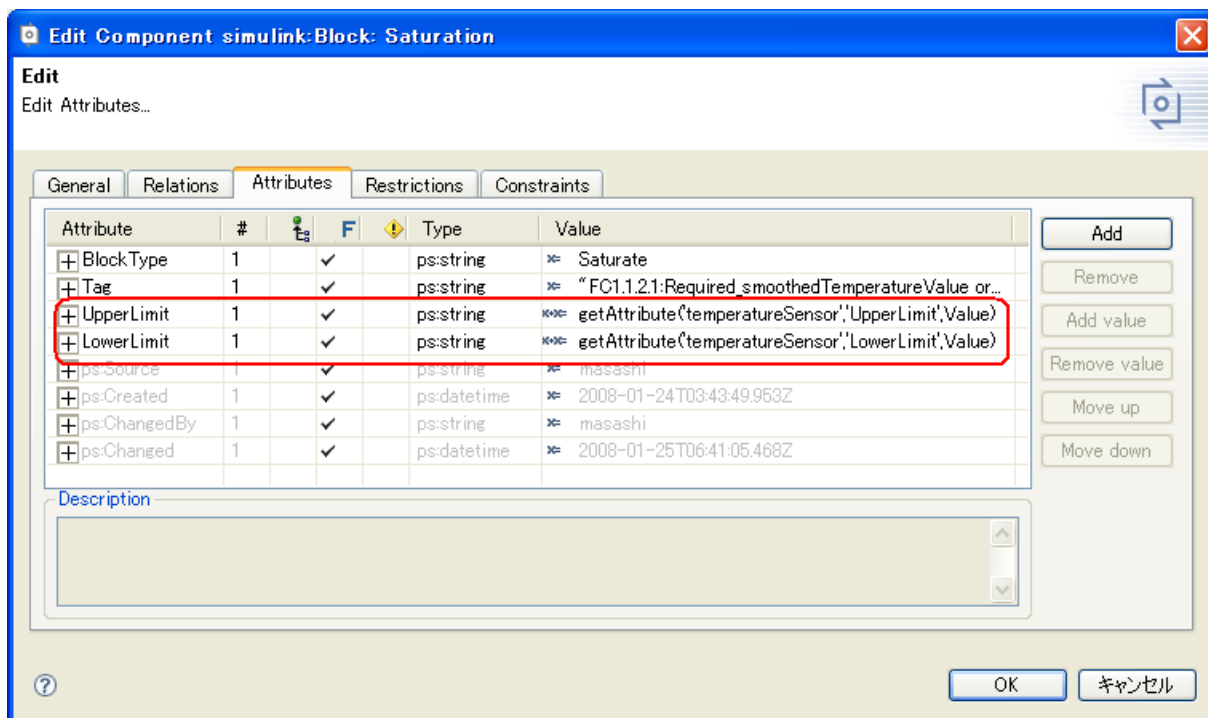 Edit Component simulink:Block: Saturation
Edit
Edit Attributes...
General Relations Attributes Restrictions Constraints
Attribute # F Type Value
BlockType 1 ps:string Saturate
Tag 1 ps:string "FC1.1.2.1:Required_smoothedTemperatureValue or...
UpperLimit 1 ps:string getAttribute('temperatureSensor','UpperLimit',Value)
LowerLimit 1 ps:string getAttribute('temperatureSensor','LowerLimit',Value)
ps:Source 1 ps:string masashi
ps:Created 1 ps:datetime 2008-01-24T03:43:49.953Z
ps:ChangedBy 1 ps:string masashi
ps:Changed 1 ps:datetime 2008-01-25T06:41:05.468Z
Add
Remove
Add value
Remove value
Move up
Move down
Description
OK キャンセル